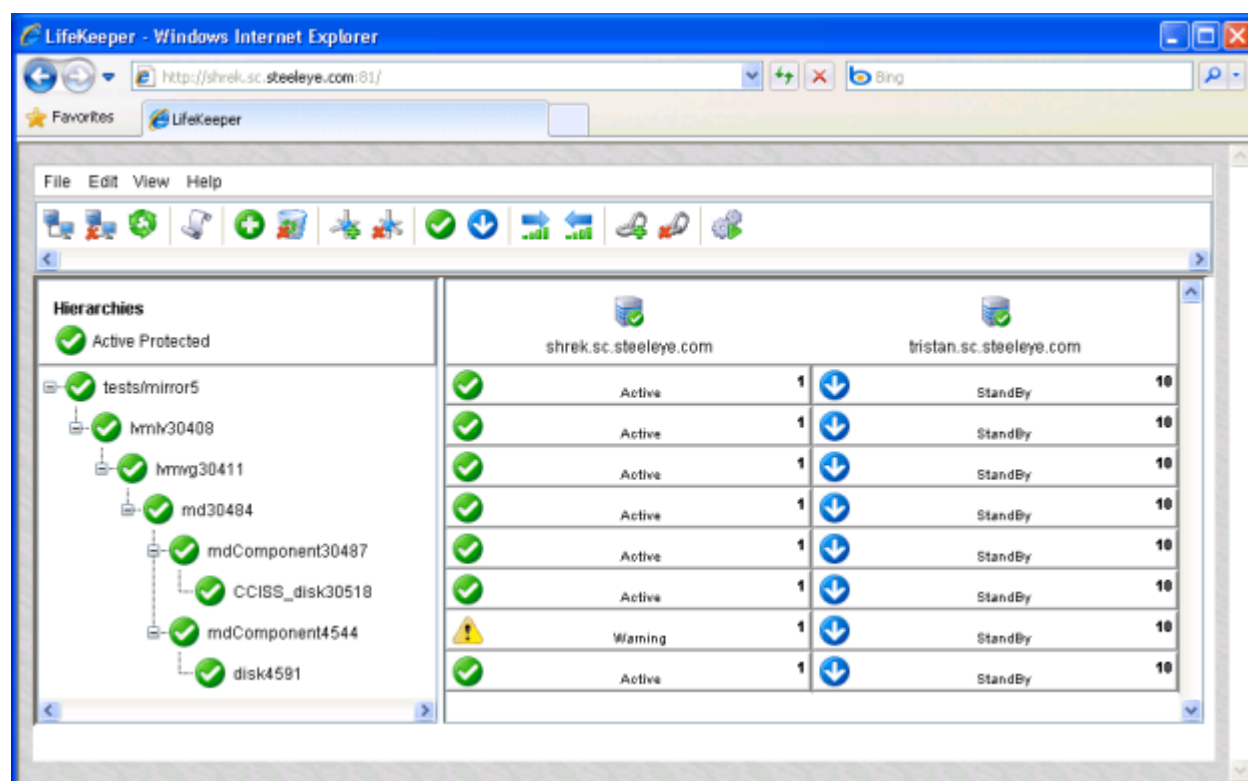 LifeKeeper - Windows Internet Explorer
http://shrek.sc.steeleye.com:81/
Bing
Favorites
LifeKeeper
File Edit View Help
Hierarchies
Active Protected
shrek.sc.steeleye.com tristan.sc.steeleye.com
tests/mirror5 Active 1 StandBy 10
lvmlv30408 Active 1 StandBy 10
lvmvg30411 Active 1 StandBy 10
md30484 Active 1 StandBy 10
mdComponent30487 Active 1 StandBy 10
CCISS_disk30518 Active 1 StandBy 10
mdComponent4544 Warning 1 StandBy 10
disk4591 Active 1 StandBy 10